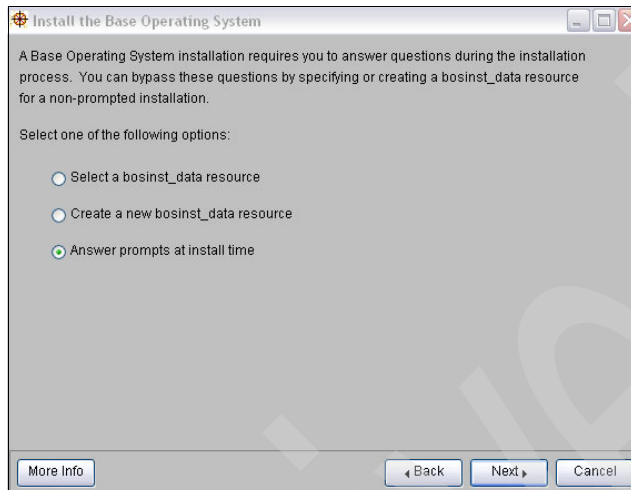 Install the Base Operating System
A Base Operating System installation requires you to answer questions during the installation
process. You can bypass these questions by specifying or creating a bosinst_data resource
for a non-prompted installation.
Select one of the following options:
Select a bosinst_data resource
Create a new bosinst_data resource
Answer prompts at install time
More Info
Back
Next
Cancel